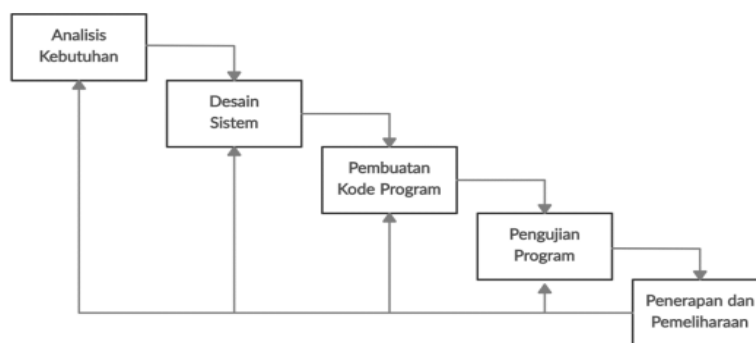 Analisis
Kebutuhan
Desain
Sistem
Pembuatan
Kode Program
Pengujian
Program
Penerapan dan
Pemeliharaan